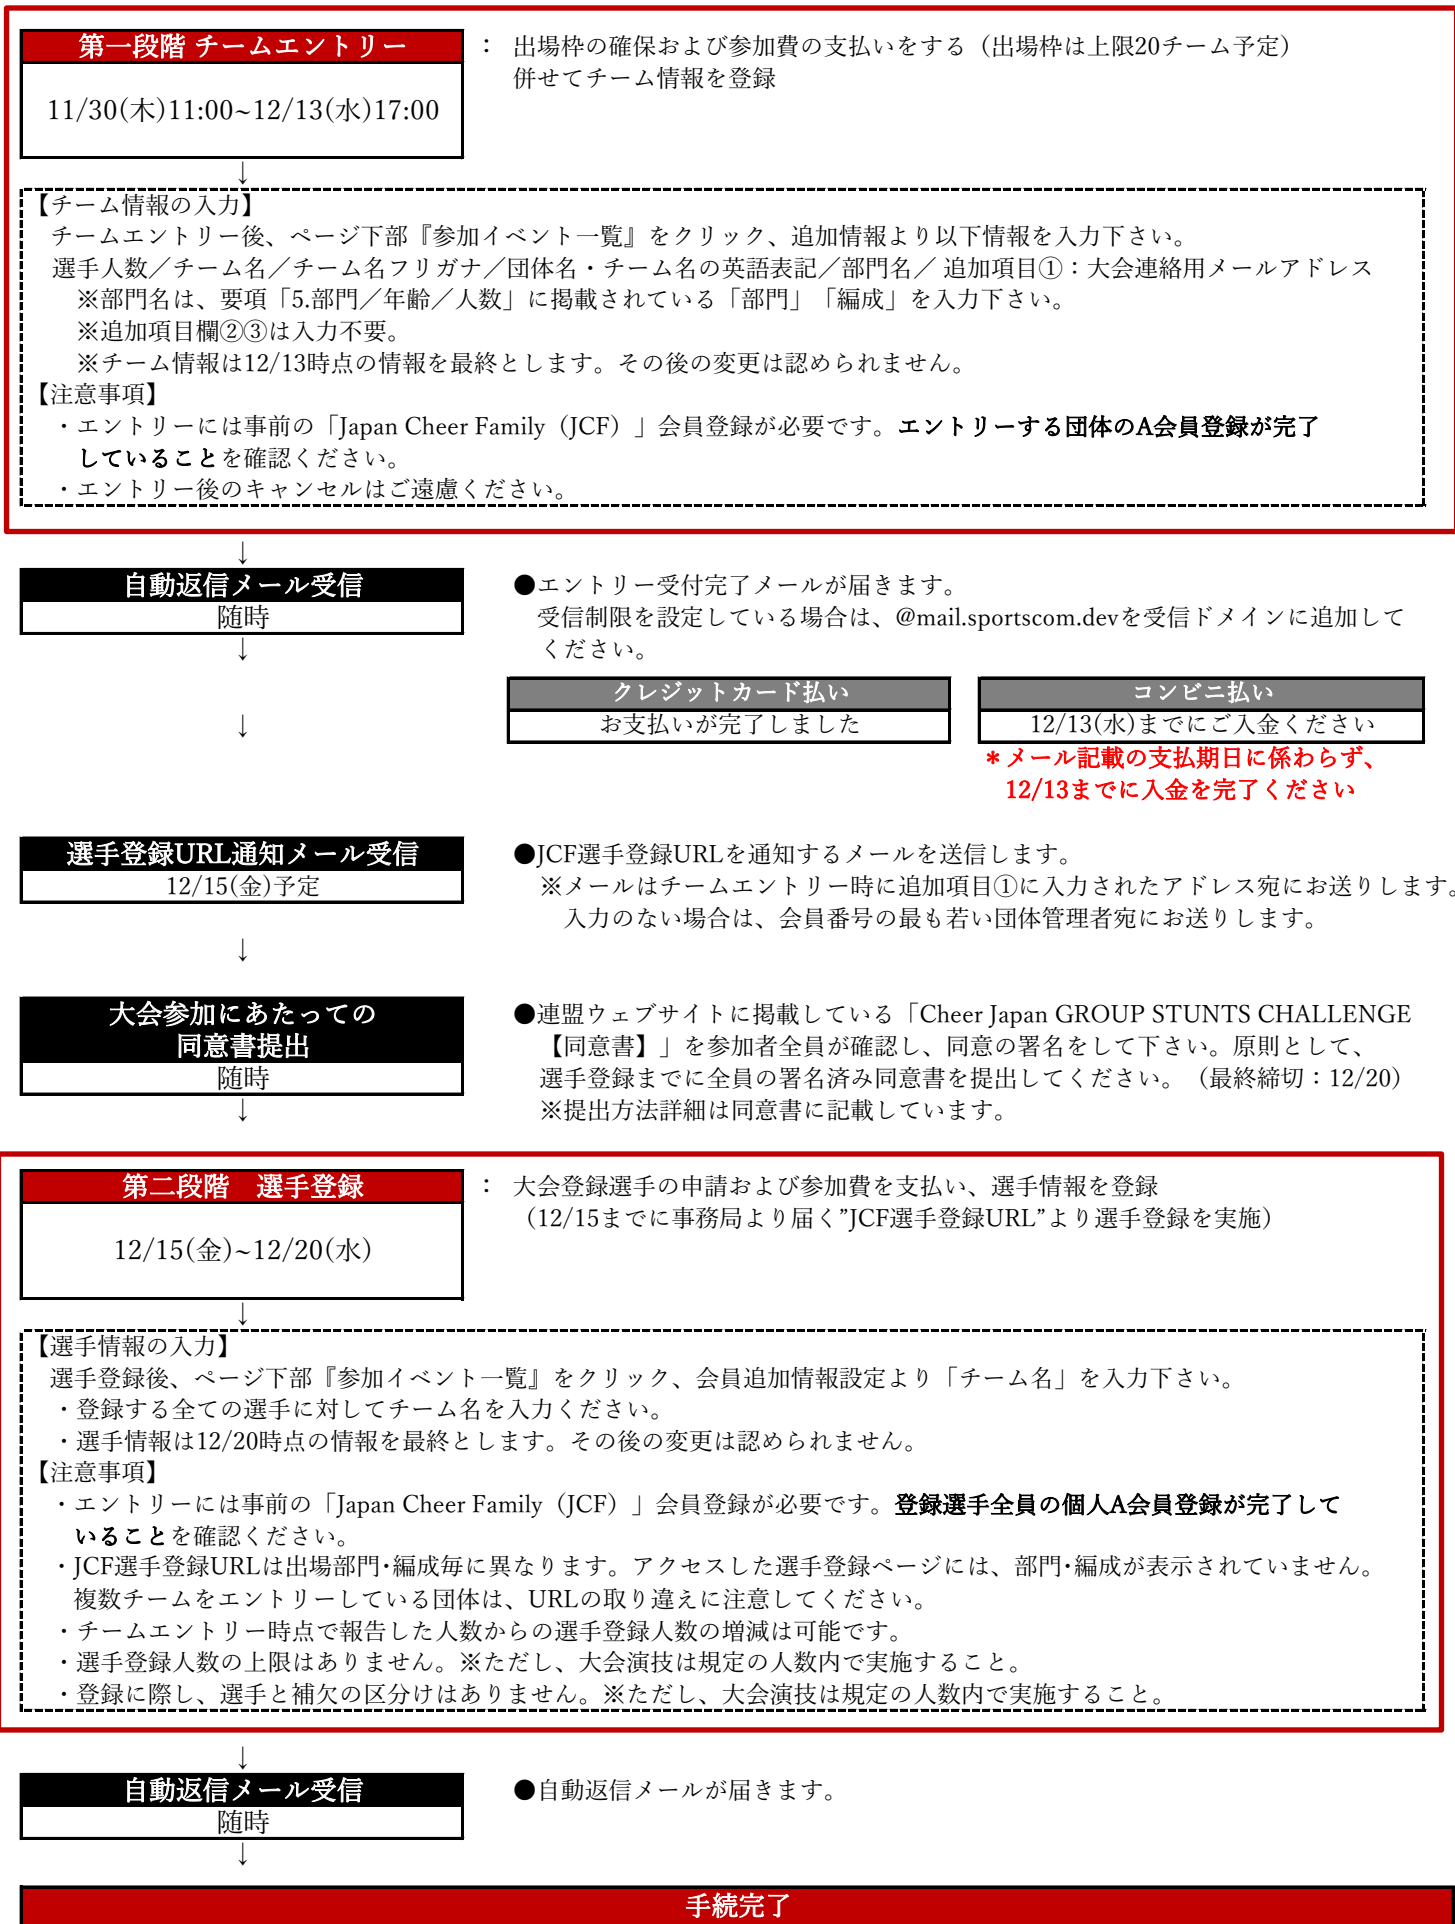 第一段階 チームエントリー
： 出場枠の確保および参加費の支払いをする（出場枠は上限20チーム予定）
併せてチーム情報を登録
11/30(木)11:00~12/13(水)17:00
↓
【チーム情報の入力】
チームエントリー後、ページ下部『参加イベント一覧』をクリック、追加情報より以下情報を入力下さい。
選手人数／チーム名／チーム名フリガナ／団体名・チーム名の英語表記／部門名／ 追加項目①：大会連絡用メールアドレス
※部門名は、要項「5.部門／年齢／人数」に掲載されている「部門」「編成」を入力下さい。
※追加項目欄②③は入力不要。
※チーム情報は12/13時点の情報を最終とします。その後の変更は認められません。
【注意事項】
・エントリーには事前の「Japan Cheer Family（JCF）」会員登録が必要です。エントリーする団体のA会員登録が完了
していることを確認ください。
・エントリー後のキャンセルはご遠慮ください。
↓
自動返信メール受信
随時
↓
●エントリー受付完了メールが届きます。
受信制限を設定している場合は、@mail.sportscom.devを受信ドメインに追加して
ください。
クレジットカード払い
お支払いが完了しました
コンビニ払い
12/13(水)までにご入金ください
↓
＊メール記載の支払期日に係わらず、
12/13までに入金を完了ください
選手登録URL通知メール受信
12/15(金)予定
●JCF選手登録URLを通知するメールを送信します。
※メールはチームエントリー時に追加項目①に入力されたアドレス宛にお送りします。
入力のない場合は、会員番号の最も若い団体管理者宛にお送りします。
↓
大会参加にあたっての
同意書提出
随時
↓
●連盟ウェブサイトに掲載している「Cheer Japan GROUP STUNTS CHALLENGE
【同意書】」を参加者全員が確認し、同意の署名をして下さい。原則として、
選手登録までに全員の署名済み同意書を提出してください。（最終締切：12/20）
※提出方法詳細は同意書に記載しています。
第二段階　選手登録
： 大会登録選手の申請および参加費を支払い、選手情報を登録
（12/15までに事務局より届く”JCF選手登録URL”より選手登録を実施）
12/15(金)~12/20(水)
↓
【選手情報の入力】
選手登録後、ページ下部『参加イベント一覧』をクリック、会員追加情報設定より「チーム名」を入力下さい。
・登録する全ての選手に対してチーム名を入力ください。
・選手情報は12/20時点の情報を最終とします。その後の変更は認められません。
【注意事項】
・エントリーには事前の「Japan Cheer Family（JCF）」会員登録が必要です。登録選手全員の個人A会員登録が完了して
いることを確認ください。
・JCF選手登録URLは出場部門･編成毎に異なります。アクセスした選手登録ページには、部門･編成が表示されていません。
複数チームをエントリーしている団体は、URLの取り違えに注意してください。
・チームエントリー時点で報告した人数からの選手登録人数の増減は可能です。
・選手登録人数の上限はありません。※ただし、大会演技は規定の人数内で実施すること。
・登録に際し、選手と補欠の区分けはありません。※ただし、大会演技は規定の人数内で実施すること。
↓
自動返信メール受信
随時
↓
●自動返信メールが届きます。
手続完了